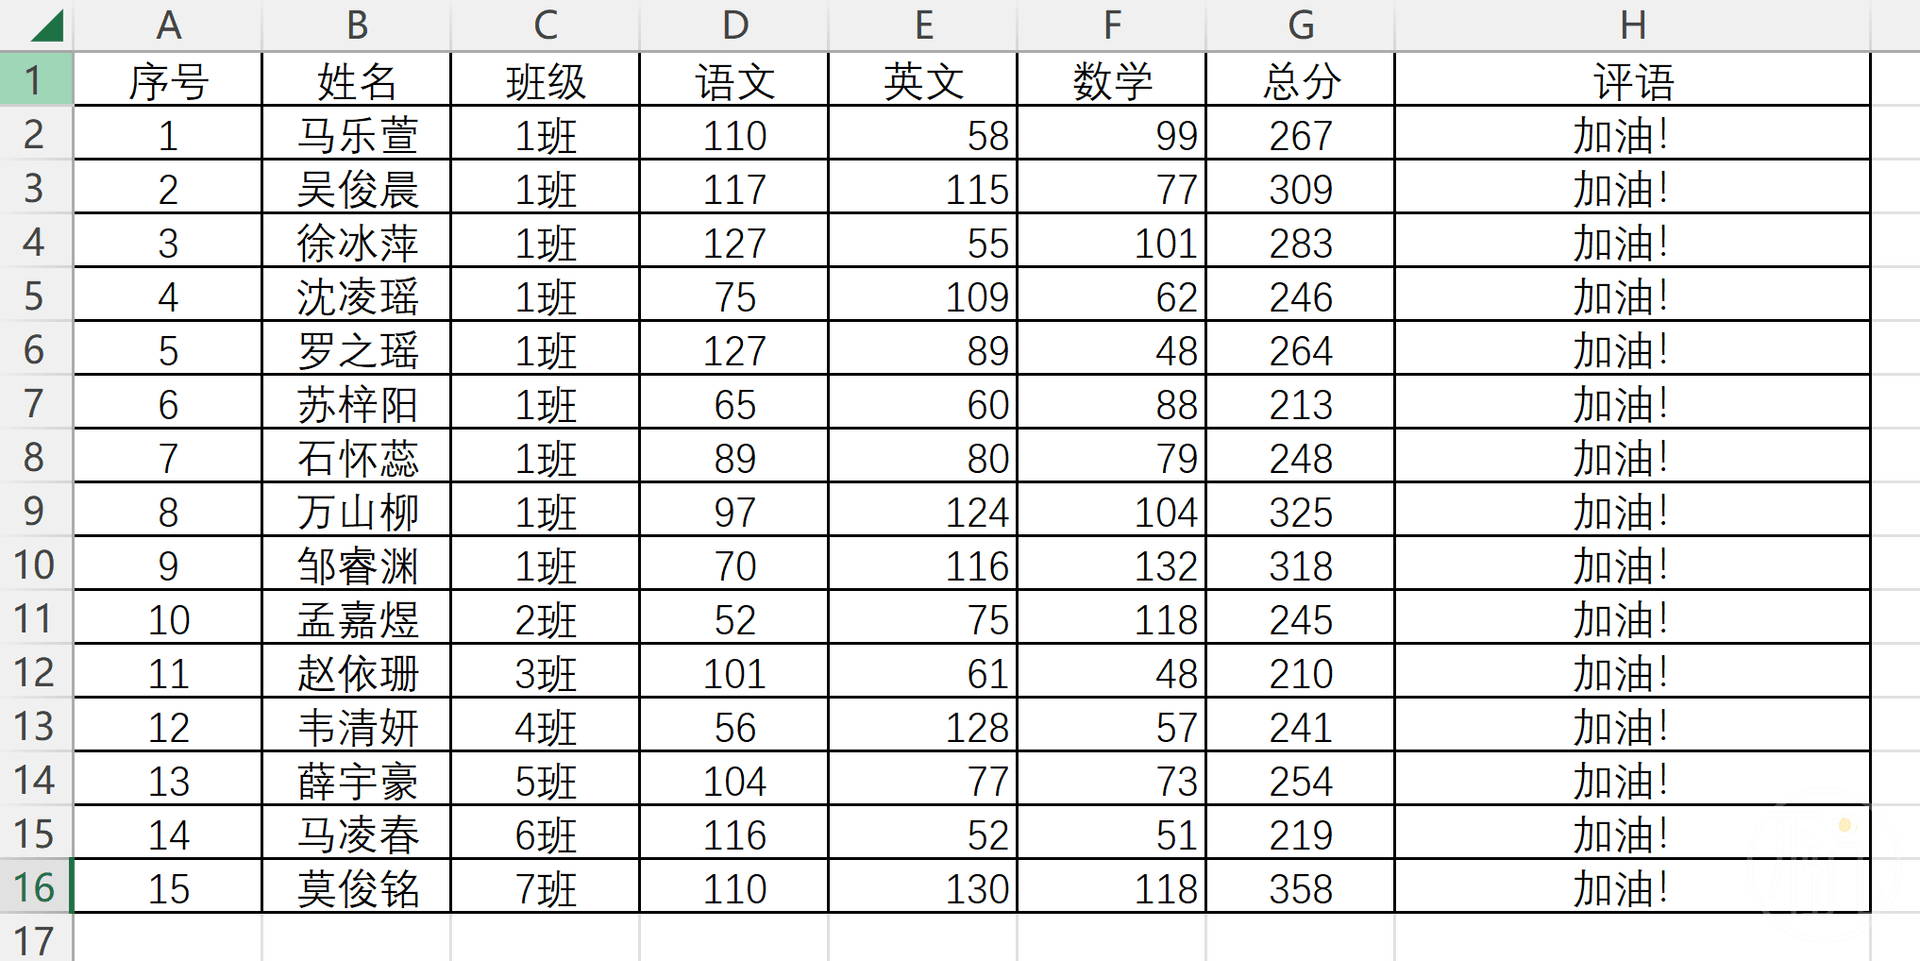 A B C D E F G H
1 序号 姓名 班级 语文 英文 数学 总分 评语
2 1 马乐萱 1班 110 58 99 267 加油!
3 2 吴俊晨 1班 117 115 77 309 加油!
4 3 徐冰萍 1班 127 55 101 283 加油!
5 4 沈凌瑶 1班 75 109 62 246 加油!
6 5 罗之瑶 1班 127 89 48 264 加油!
7 6 苏梓阳 1班 65 60 88 213 加油!
8 7 石怀蕊 1班 89 80 79 248 加油!
9 8 万山柳 1班 97 124 104 325 加油!
10 9 邹睿渊 1班 70 116 132 318 加油!
11 10 孟嘉煜 2班 52 75 118 245 加油!
12 11 赵依珊 3班 101 61 48 210 加油!
13 12 韦清妍 4班 56 128 57 241 加油!
14 13 薛宇豪 5班 104 77 73 254 加油!
15 14 马凌春 6班 116 52 51 219 加油!
16 15 莫俊铭 7班 110 130 118 358 加油!
17